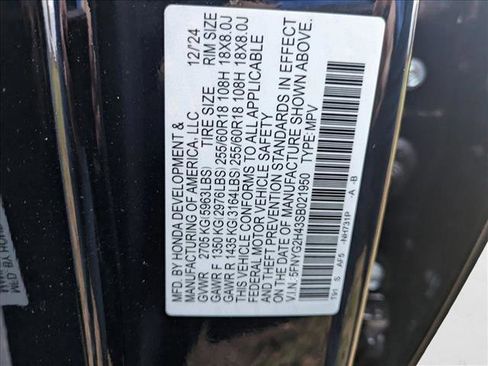 MFD. BY HONDA DEVELOPMENT &
MANUFACTURING OF AMERICA, LLC 12/24
GVWR 2705 KG(5963LBS) TIRE SIZE RIM SIZE
GAWR F 1350 KG(2976LBS) 255/60R18 108H 18X8.0J
GAWR R 1435 KG(3164LBS) 255/60R18 108H 18X8.0J
THIS VEHICLE CONFORMS TO ALL APPLICABLE
FEDERAL MOTOR VEHICLE SAFETY AND
THEFT PREVENTION STANDARDS IN EFFECT
ON THE DATE OF MANUFACTURE SHOWN ABOVE.
V.I.N. :5FNYG2H43SB021950 TYPE:MPV
T91 S AF5 -NH731P -A -B